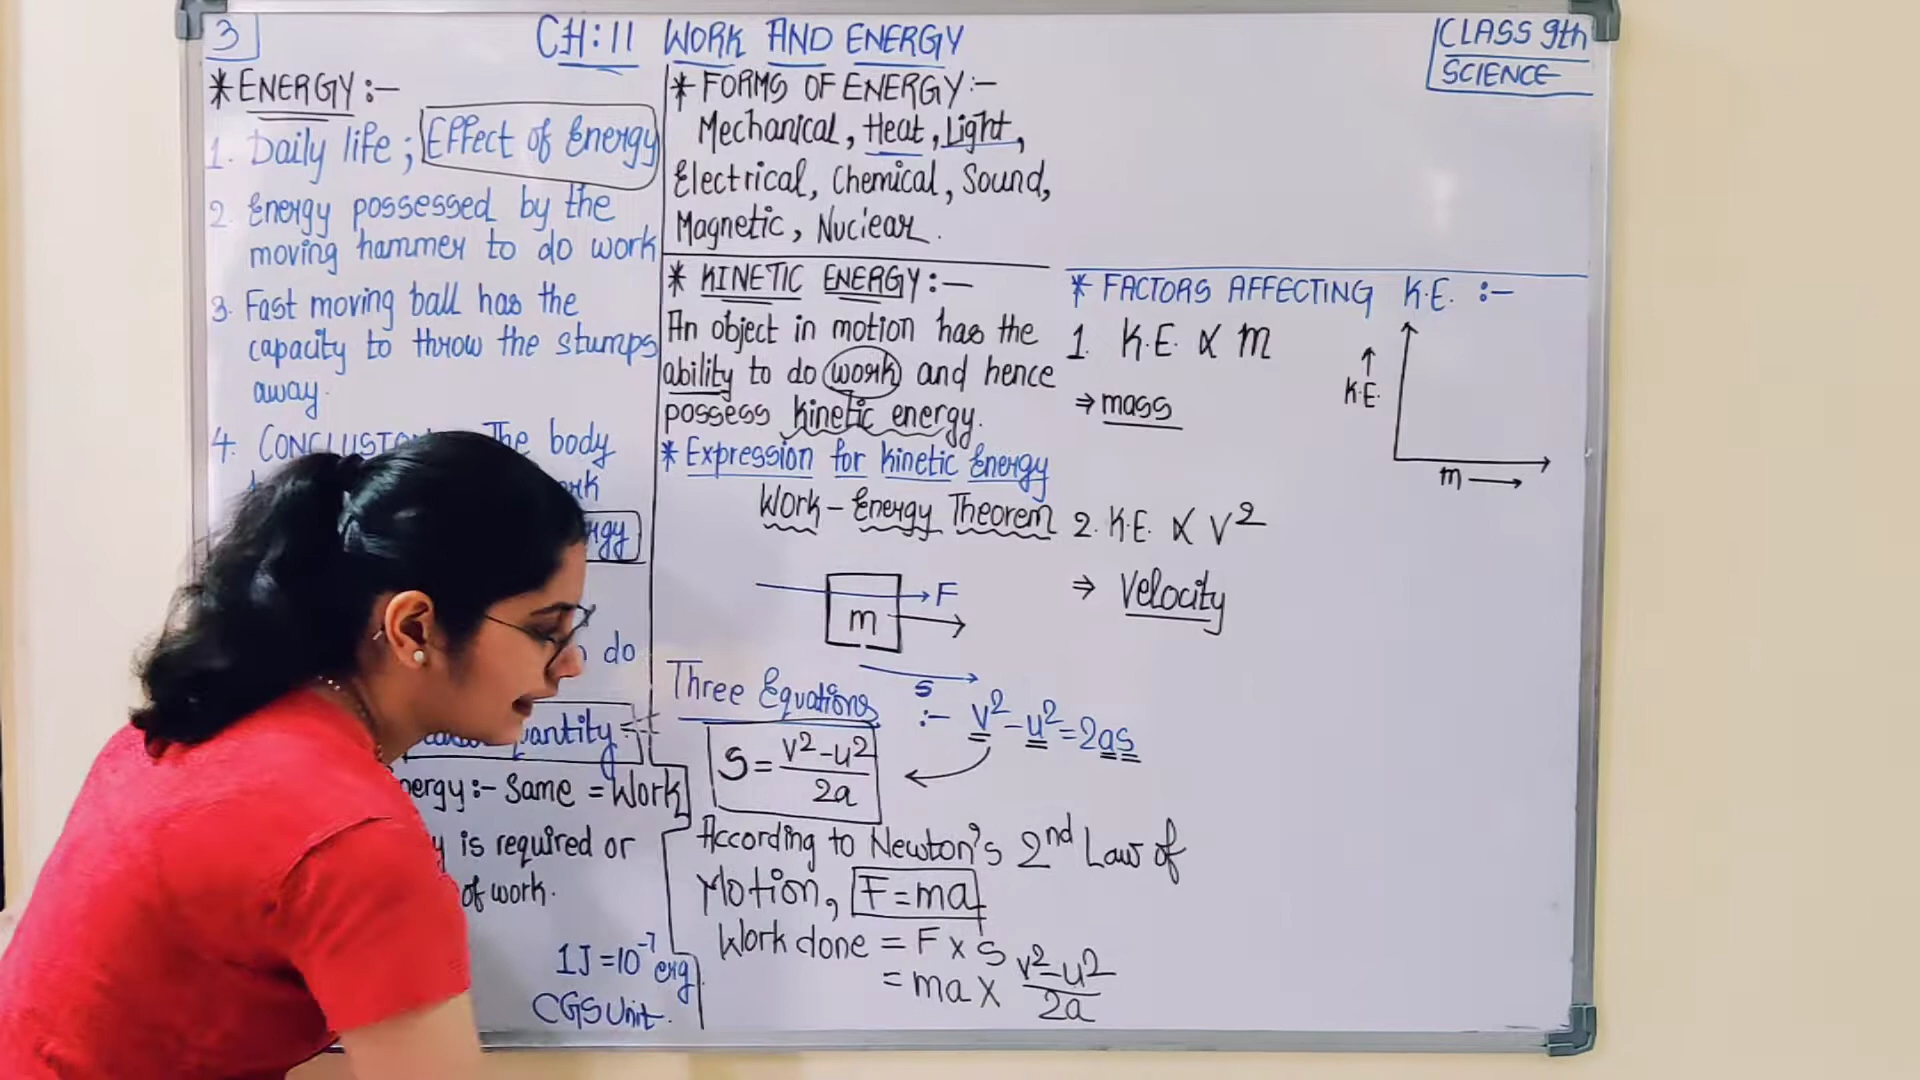 3
CH:11 WORK AND ENERGY
CLASS 9th
SCIENCE
* ENERGY :-
1. Daily life ; Effect of Energy
2. Energy possessed by the
moving hammer to do work
3. Fast moving ball has the
capacity to throw the stumps
away.
4. CONCLUSION The body
do
quantity
:- Same = Work
is required or
of work.
1J = 10⁻⁷ erg
CGS Unit.
* FORMS OF ENERGY :-
Mechanical, Heat, Light,
Electrical, Chemical, Sound,
Magnetic, Nuciear.
* KINETIC ENERGY :-
An object in motion has the
ability to do work and hence
possess kinetic energy.
* Expression for kinetic Energy
Work - Energy Theorem
F
m
s
Three Equations :- v² - u² = 2as
S = v² - u² / 2a
According to Newton's 2nd Law of
Motion, F = ma
Work done = F x S
= ma x v² - u² / 2a
* FACTORS AFFECTING K.E. :-
1. K.E. ∝ m
⇒ mass
K.E.
m
2. K.E. ∝ v²
⇒ Velocity